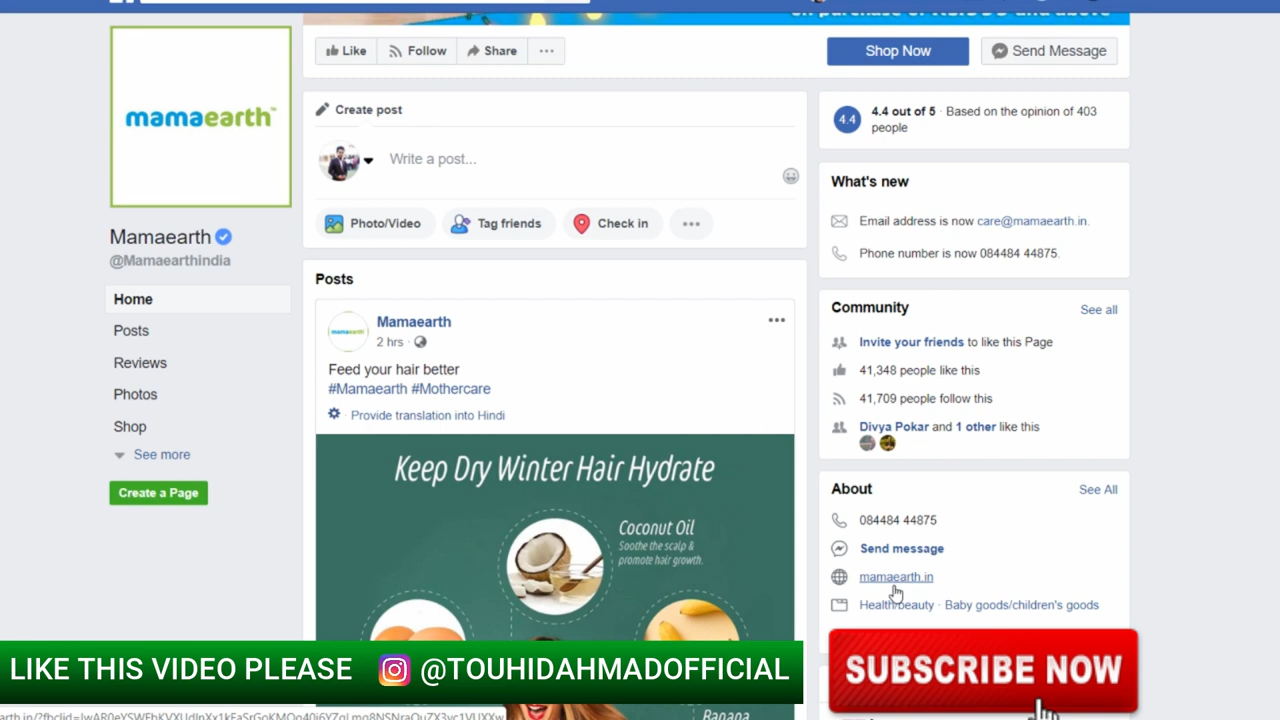 Like
Follow
Share
Shop Now
Send Message
mamaearth™
Create post
Write a post...
Photo/Video
Tag friends
Check in
4.4
4.4 out of 5 · Based on the opinion of 403
people
What's new
Email address is now care@mamaearth.in.
Phone number is now 084484 44875.
Mamaearth
@Mamaearthindia
Home
Posts
Reviews
Photos
Shop
See more
Create a Page
Posts
mamaearth
Mamaearth
2 hrs ·
Feed your hair better
#Mamaearth #Mothercare
· Provide translation into Hindi
Keep Dry Winter Hair Hydrate
Coconut Oil
Soothe the scalp &
promote hair growth.
Banana
Community
See all
Invite your friends to like this Page
41,348 people like this
41,709 people follow this
Divya Pokar and 1 other like this
About
See All
084484 44875
Send message
mamaearth.in
Health/beauty · Baby goods/children's goods
LIKE THIS VIDEO PLEASE @TOUHIDAHMADOFFICIAL
SUBSCRIBE NOW